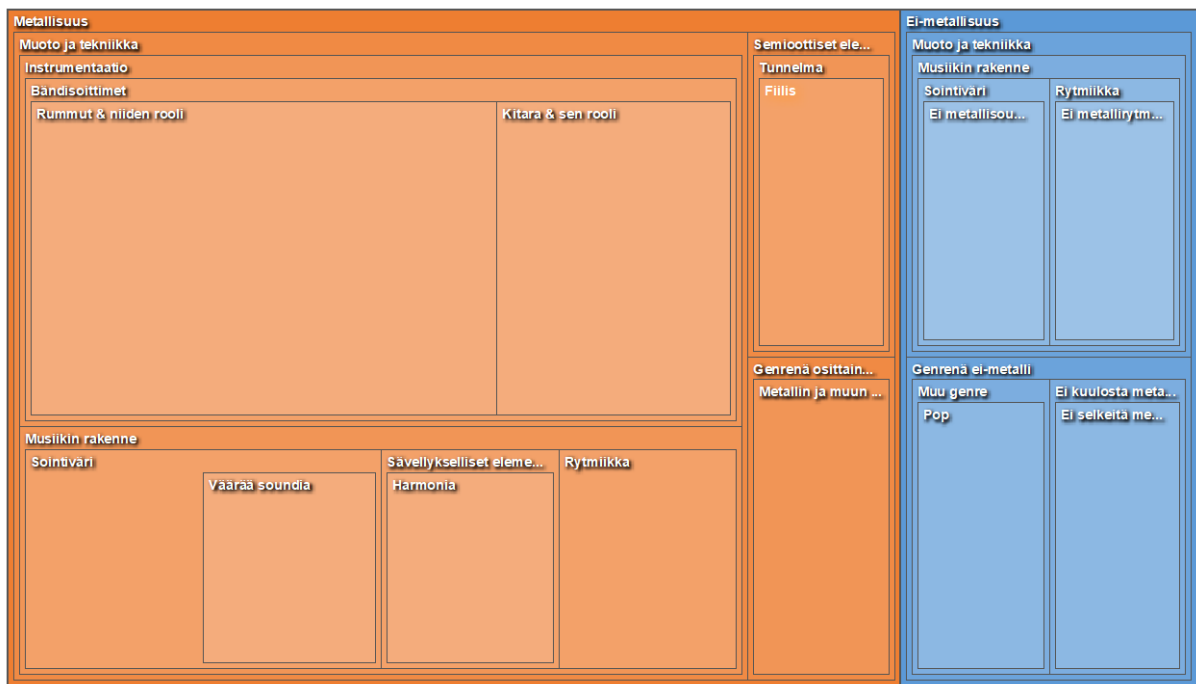 Metallisuus
Muoto ja tekniikka
Instrumentaatio
Bändisoittimet
Rummut & niiden rooli
Kitara & sen rooli
Musiikin rakenne
Sointiväri
Väärää soundia
Sävellykselliset eleme...
Harmonia
Rytmiikka
Semioottiset ele...
Tunnelma
Fiilis
Genrenä osittain...
Metallin ja muun ...
Ei-metallisuus
Muoto ja tekniikka
Musiikin rakenne
Sointiväri
Ei metallisou...
Rytmiikka
Ei metallirytm...
Genrenä ei-metalli
Muu genre
Pop
Ei kuulosta meta...
Ei selkeitä me...